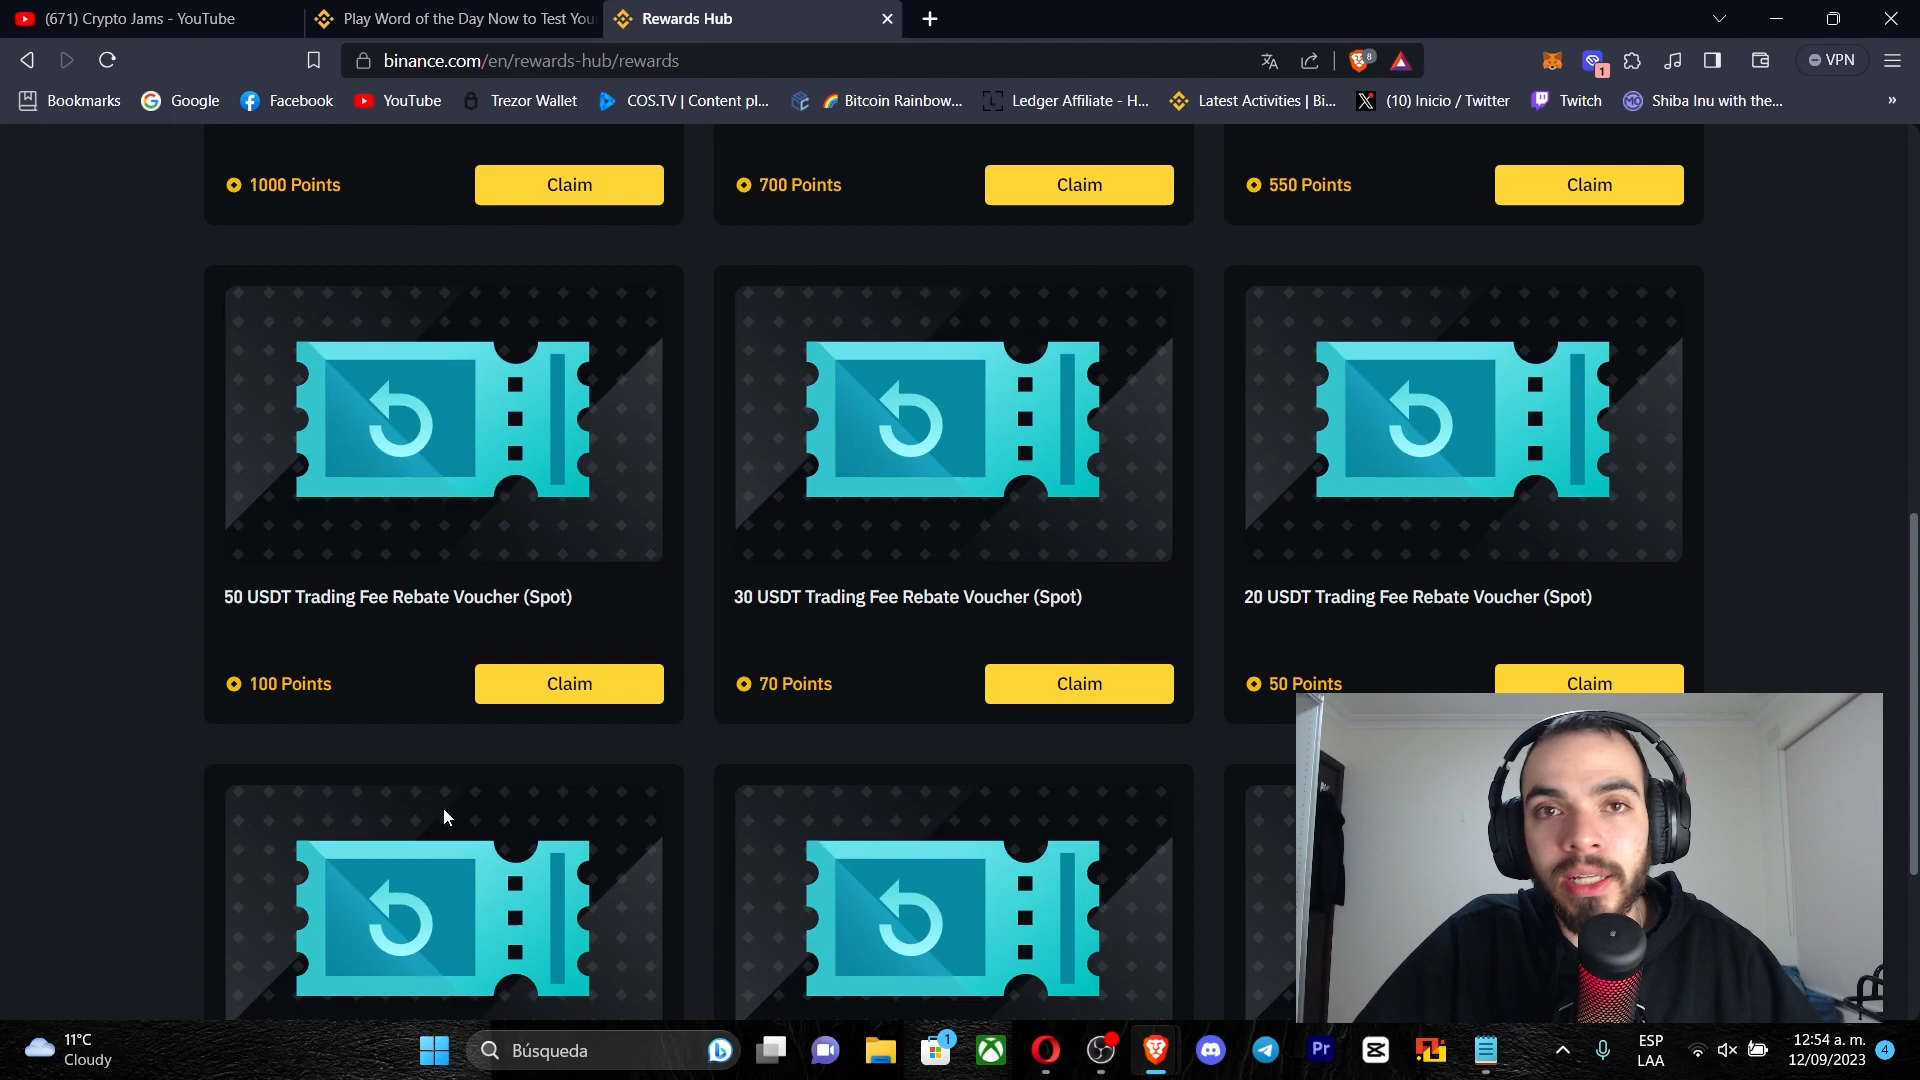 (671) Crypto Jams - YouTube
Play Word of the Day Now to Test You
Rewards Hub
binance.com/en/rewards-hub/rewards
8
1
VPN
Bookmarks
Google
Facebook
YouTube
Trezor Wallet
COS.TV | Content pl...
Bitcoin Rainbow...
Ledger Affiliate - H...
Latest Activities | Bi...
(10) Inicio / Twitter
Twitch
Shiba Inu with the...
»
1000 Points
Claim
700 Points
Claim
550 Points
Claim
50 USDT Trading Fee Rebate Voucher (Spot)
30 USDT Trading Fee Rebate Voucher (Spot)
20 USDT Trading Fee Rebate Voucher (Spot)
100 Points
Claim
70 Points
Claim
50 Points
Claim
11°C
Cloudy
Búsqueda
1
Pr
ESP
LAA
12:54 a. m.
12/09/2023
4